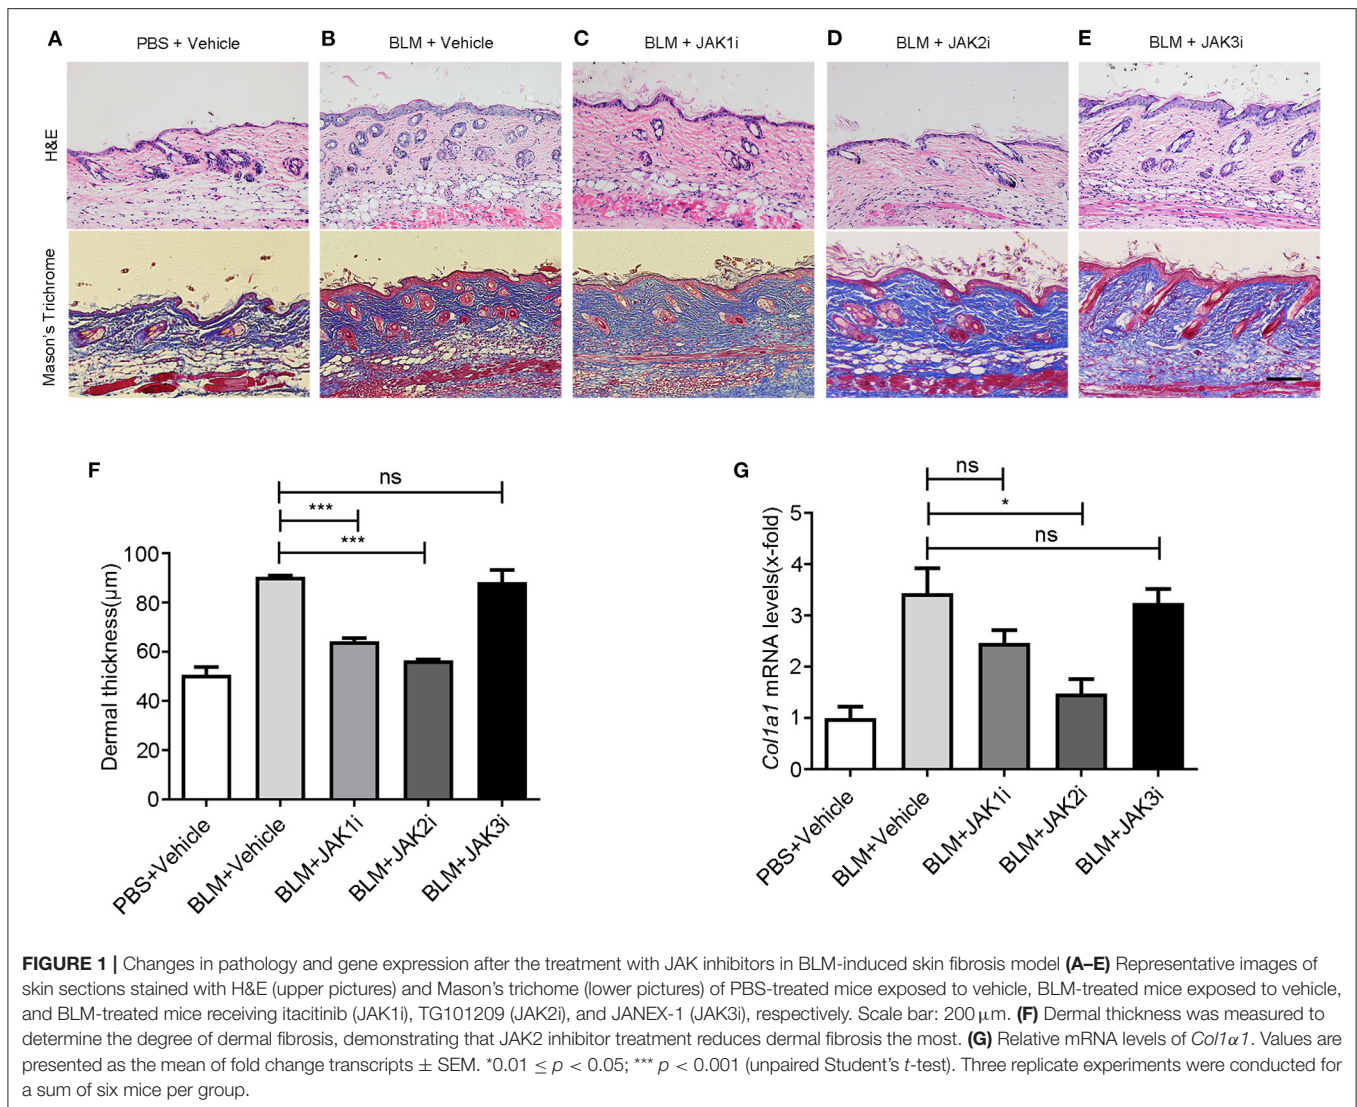 A PBS + Vehicle B BLM + Vehicle C BLM + JAK1i D BLM + JAK2i E BLM + JAK3i
H&E
Mason's Trichrome
F
ns
***
***
Dermal thickness(μm)
100
80
60
40
20
0
PBS+Vehicle
BLM+Vehicle
BLM+JAK1i
BLM+JAK2i
BLM+JAK3i
G
ns
*
ns
Col1a1 mRNA levels(x-fold)
5
4
3
2
1
0
PBS+Vehicle
BLM+Vehicle
BLM+JAK1i
BLM+JAK2i
BLM+JAK3i
FIGURE 1 | Changes in pathology and gene expression after the treatment with JAK inhibitors in BLM-induced skin fibrosis model (A–E) Representative images of
skin sections stained with H&E (upper pictures) and Mason's trichome (lower pictures) of PBS-treated mice exposed to vehicle, BLM-treated mice exposed to vehicle,
and BLM-treated mice receiving itacitinib (JAK1i), TG101209 (JAK2i), and JANEX-1 (JAK3i), respectively. Scale bar: 200 μm. (F) Dermal thickness was measured to
determine the degree of dermal fibrosis, demonstrating that JAK2 inhibitor treatment reduces dermal fibrosis the most. (G) Relative mRNA levels of Col1α1. Values are
presented as the mean of fold change transcripts ± SEM. *0.01 ≤ p < 0.05; *** p < 0.001 (unpaired Student's t-test). Three replicate experiments were conducted for
a sum of six mice per group.